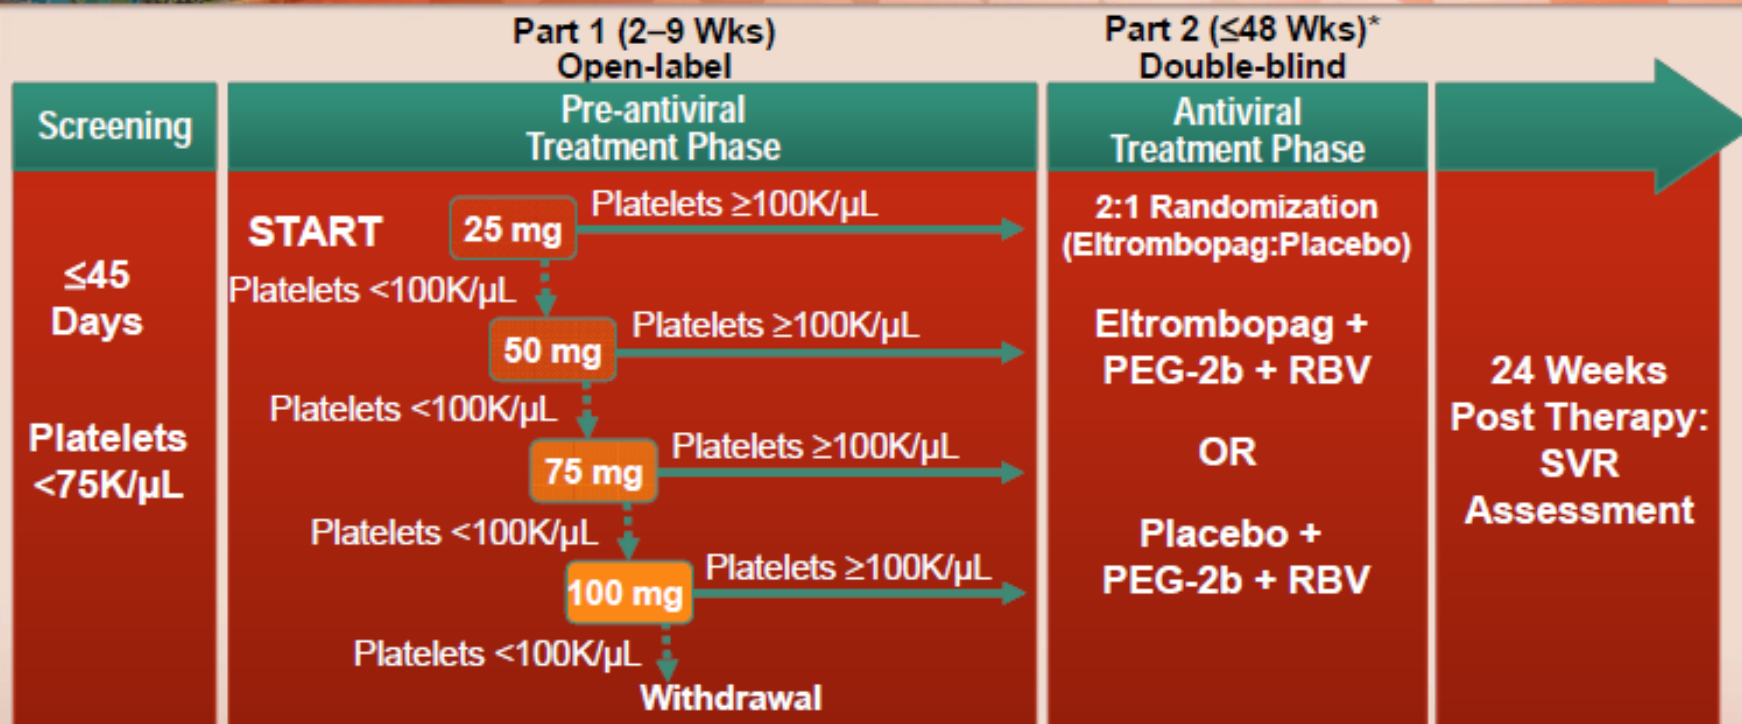 Part 1 (2–9 Wks)
Open-label
Part 2 (≤48 Wks)*
Double-blind
Screening
Pre-antiviral
Treatment Phase
Antiviral
Treatment Phase
≤45
Days
Platelets
<75K/µL
START
25 mg
Platelets ≥100K/µL
Platelets <100K/µL
50 mg
Platelets ≥100K/µL
Platelets <100K/µL
75 mg
Platelets ≥100K/µL
Platelets <100K/µL
100 mg
Platelets ≥100K/µL
Platelets <100K/µL
Withdrawal
2:1 Randomization
(Eltrombopag:Placebo)
Eltrombopag +
PEG-2b + RBV
OR
Placebo +
PEG-2b + RBV
24 Weeks
Post Therapy:
SVR
Assessment